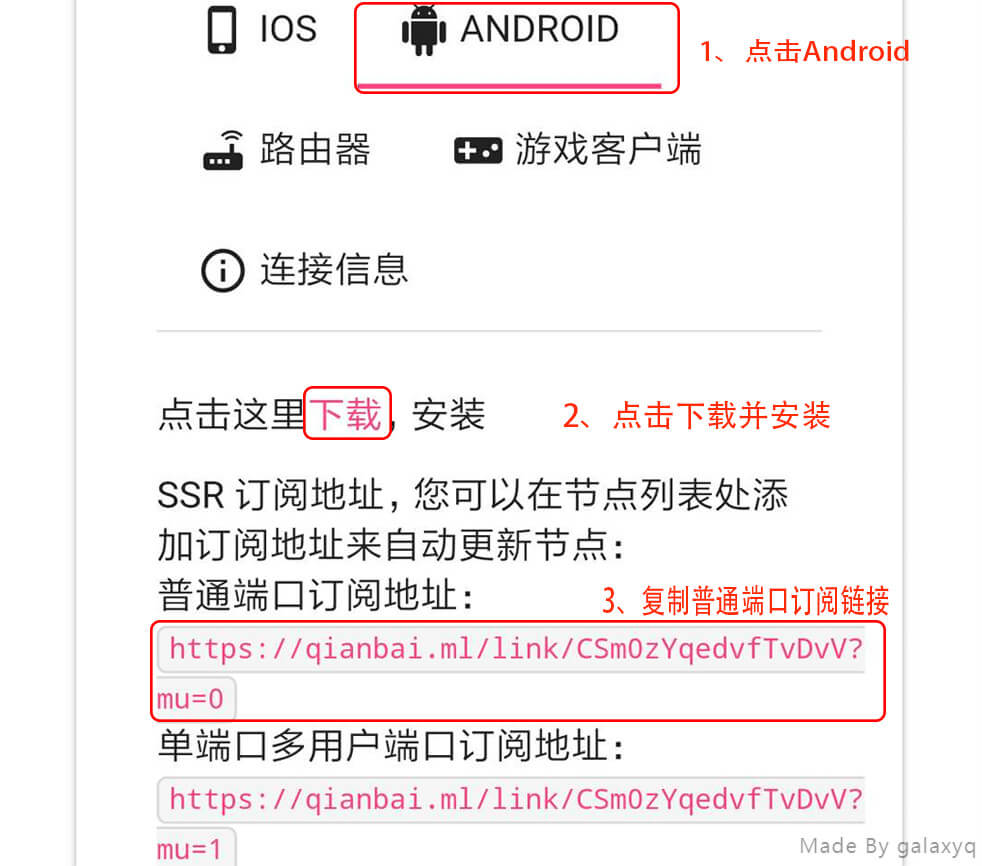 IOS
ANDROID
1、点击Android
路由器
游戏客户端
连接信息
点击这里下载, 安装
2、点击下载并安装
SSR 订阅地址, 您可以在节点列表处添
加订阅地址来自动更新节点:
普通端口订阅地址:
3、复制普通端口订阅链接
https://qianbai.ml/link/CSm0zYqedvfTvDvV?
mu=0
单端口多用户端口订阅地址:
https://qianbai.ml/link/CSm0zYqedvfTvDvV?
mu=1
Made By galaxyq